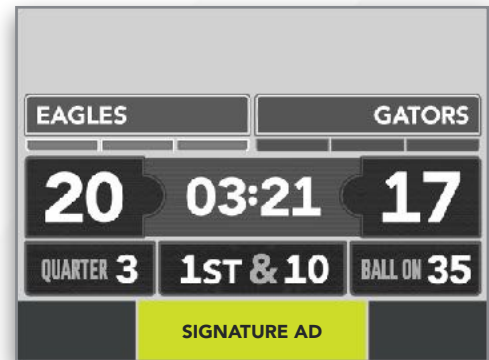 EAGLES GATORS
20 03:21 17
QUARTER 3 1ST & 10 BALL ON 35
SIGNATURE AD